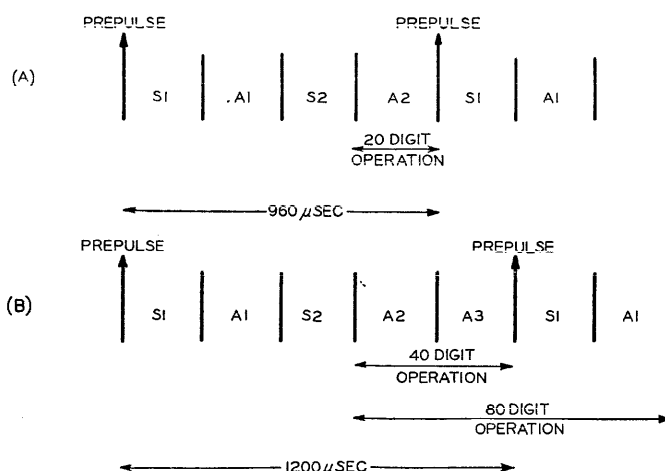 PREPULSE PREPULSE
(A)
S1 A1 S2 A2 S1 A1
20 DIGIT
OPERATION
960 µSEC
PREPULSE PREPULSE
(B)
S1 A1 S2 A2 A3 S1 A1
40 DIGIT
OPERATION
80 DIGIT
OPERATION
1200 µSEC